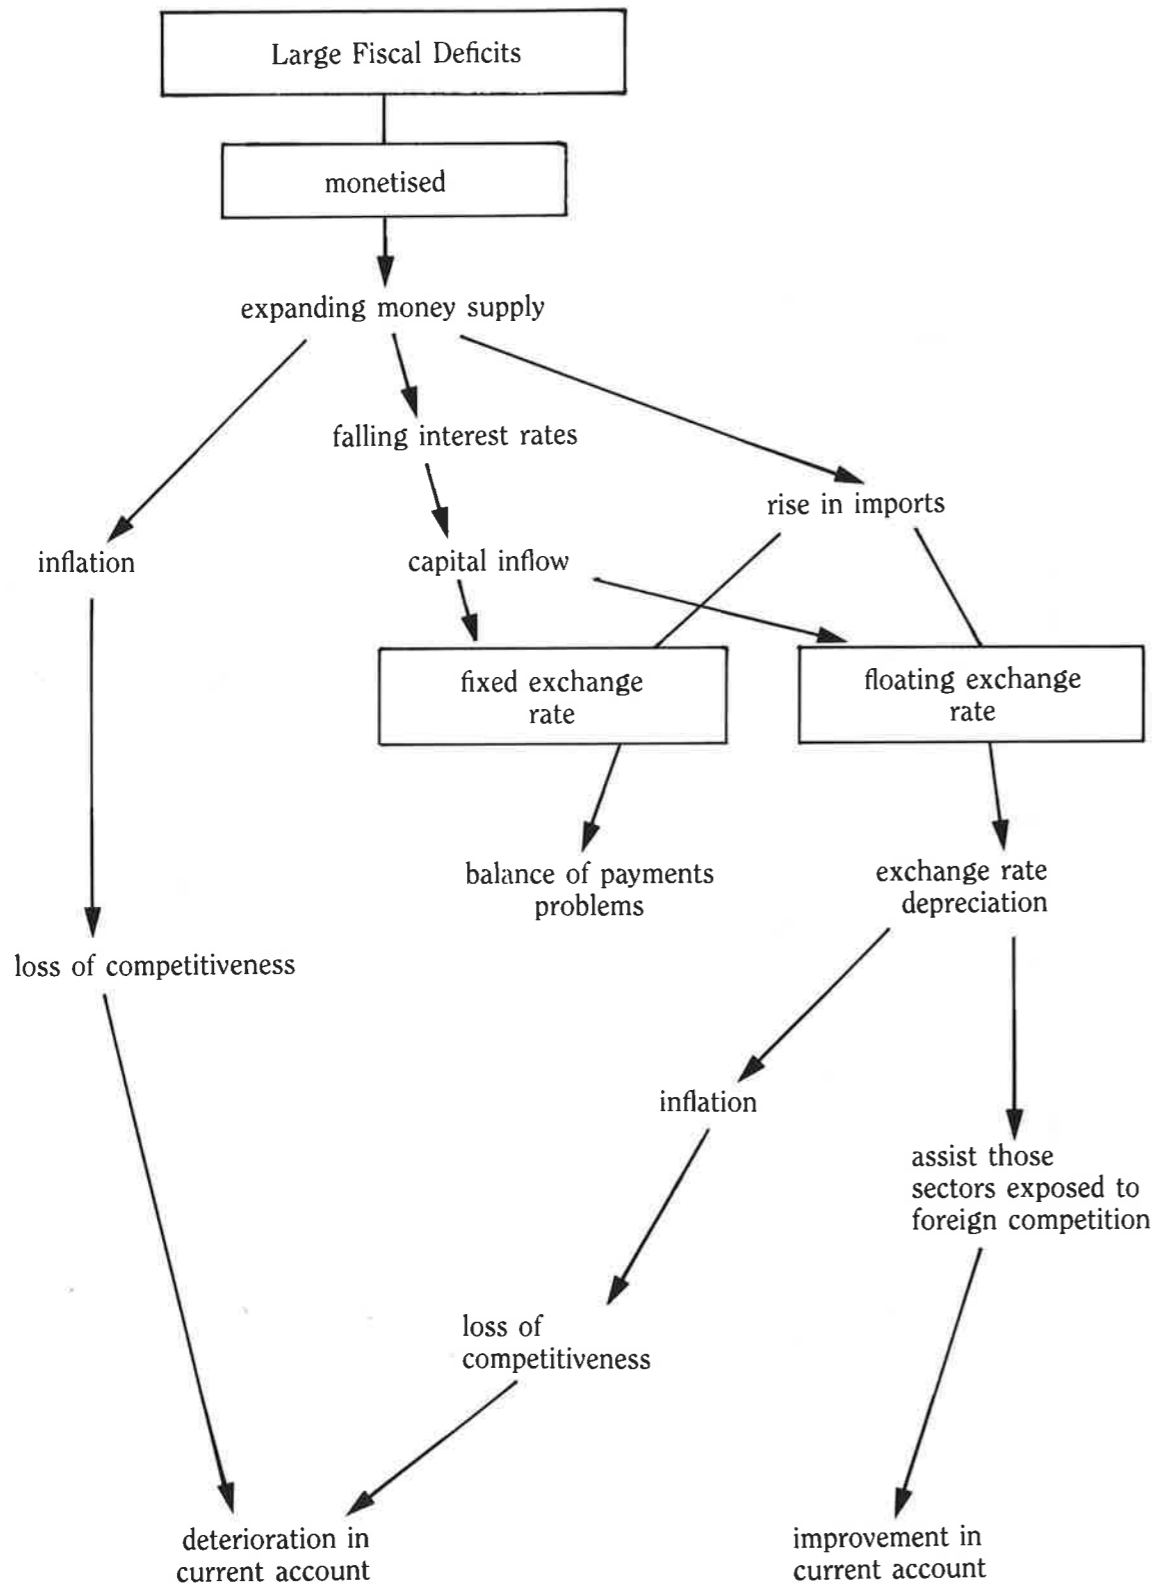 Large Fiscal Deficits
monetised
expanding money supply
falling interest rates
rise in imports
inflation
capital inflow
fixed exchange
rate
floating exchange
rate
balance of payments
problems
exchange rate
depreciation
loss of competitiveness
inflation
assist those
sectors exposed to
foreign competition
loss of
competitiveness
deterioration in
current account
improvement in
current account